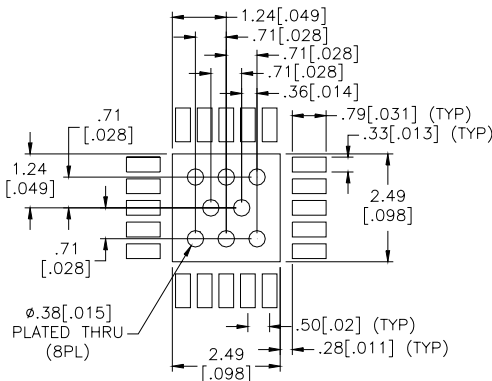 1.24[.049]
.71[.028]
.71[.028]
.71[.028]
.36[.014]
.79[.031] (TYP)
.33[.013] (TYP)
.71
[.028]
1.24
[.049]
2.49
[.098]
.71
[.028]
ø.38[.015]
PLATED THRU
(8PL)
.50[.02] (TYP)
.28[.011] (TYP)
2.49
[.098]